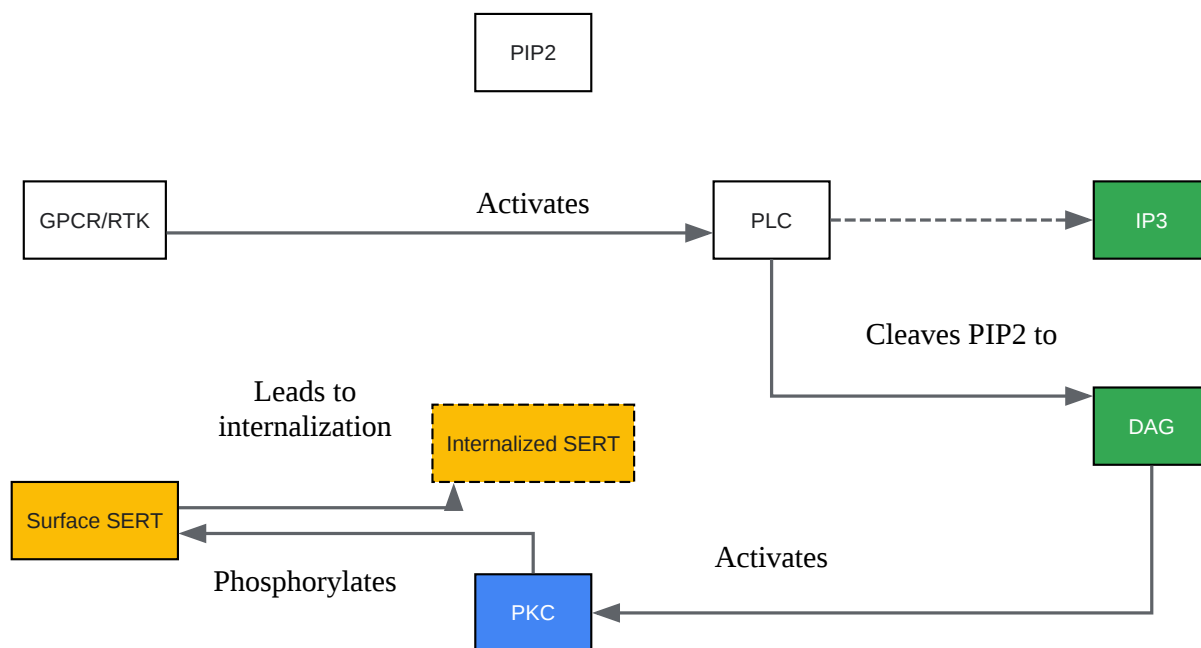 PIP2
GPCR/RTK
Activates
PLC
IP3
Cleaves PIP2 to
Leads to
internalization
Internalized SERT
DAG
Surface SERT
Activates
Phosphorylates
PKC